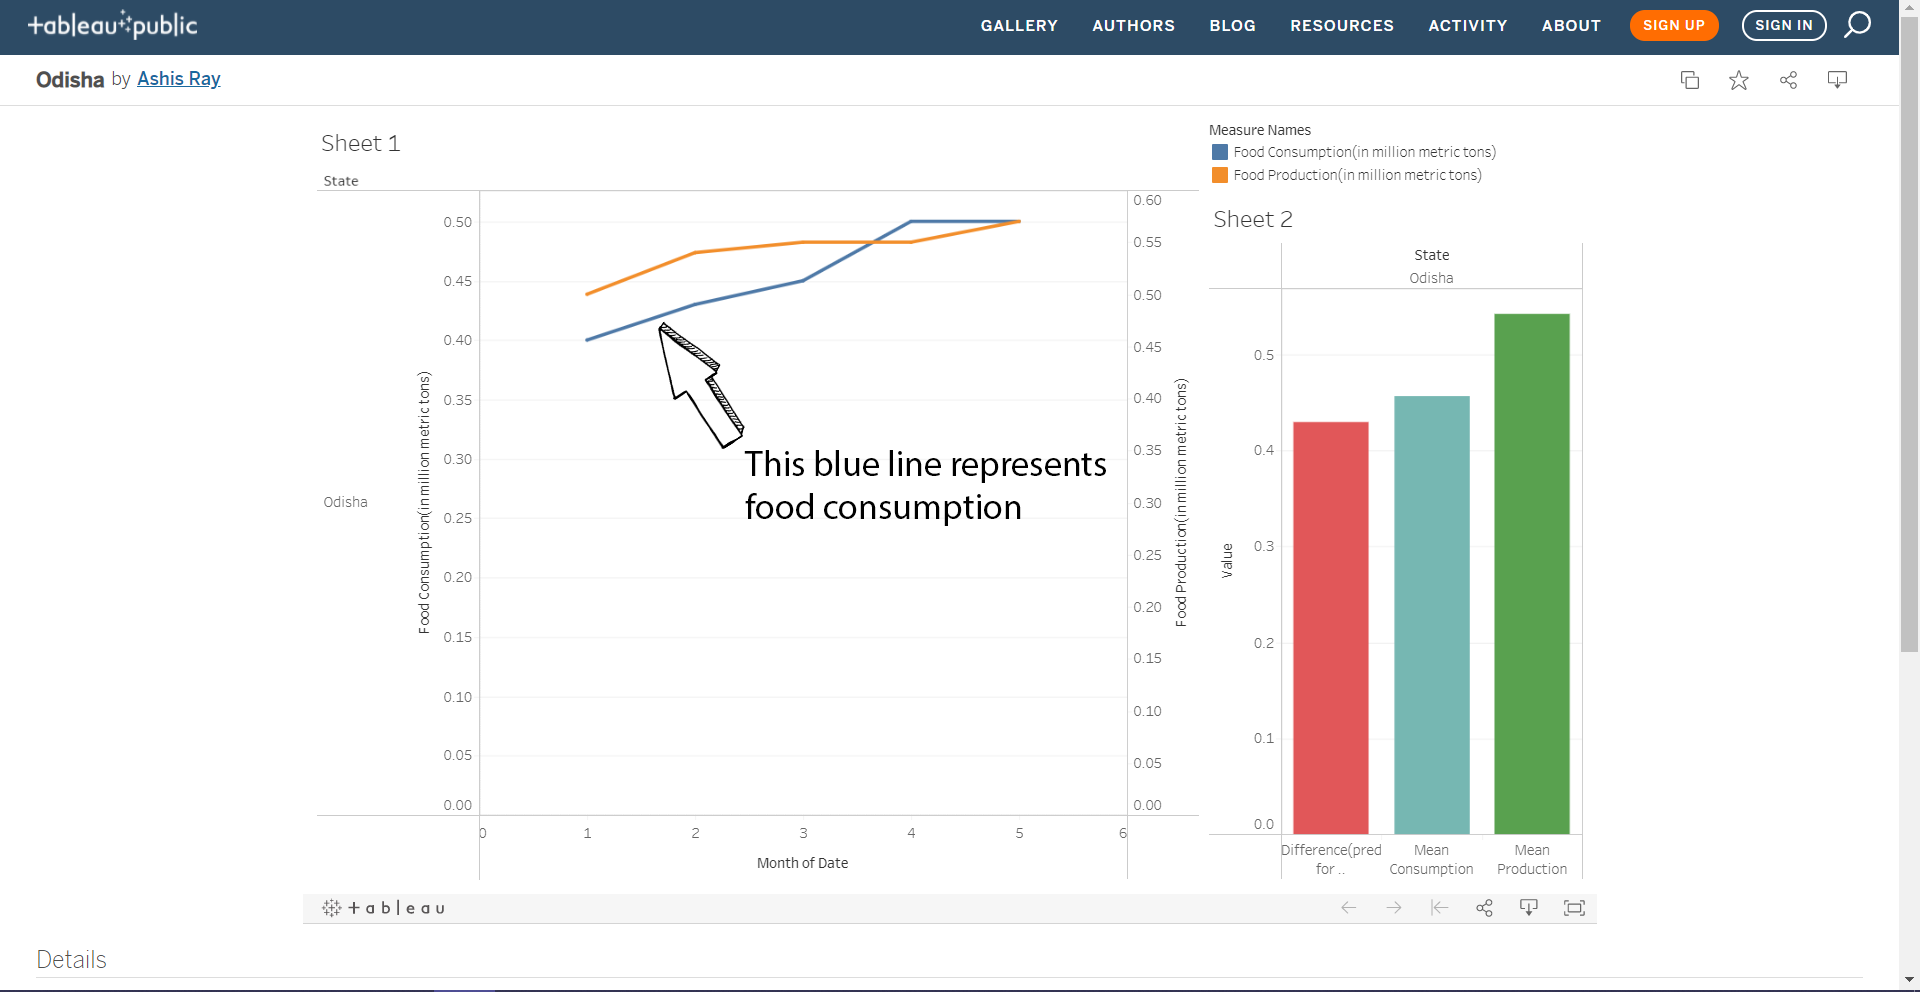 +ableau public
GALLERY AUTHORS BLOG RESOURCES ACTIVITY ABOUT SIGN UP SIGN IN
Odisha by Ashis Ray
Sheet 1
State
Odisha
Food Consumption(in million metric tons)
0.50
0.45
0.40
0.35
0.30
0.25
0.20
0.15
0.10
0.05
0.00
This blue line represents
food consumption
0.60
0.55
0.50
0.45
0.40
0.35
0.30
0.25
0.20
0.15
0.10
0.05
0.00
Food Production(in million metric tons)
0 1 2 3 4 5 6
Month of Date
Measure Names
Food Consumption(in million metric tons)
Food Production(in million metric tons)
Sheet 2
State
Odisha
Value
0.5
0.4
0.3
0.2
0.1
0.0
Difference(pred
for ..
Mean
Consumption
Mean
Production
+ableau
Details